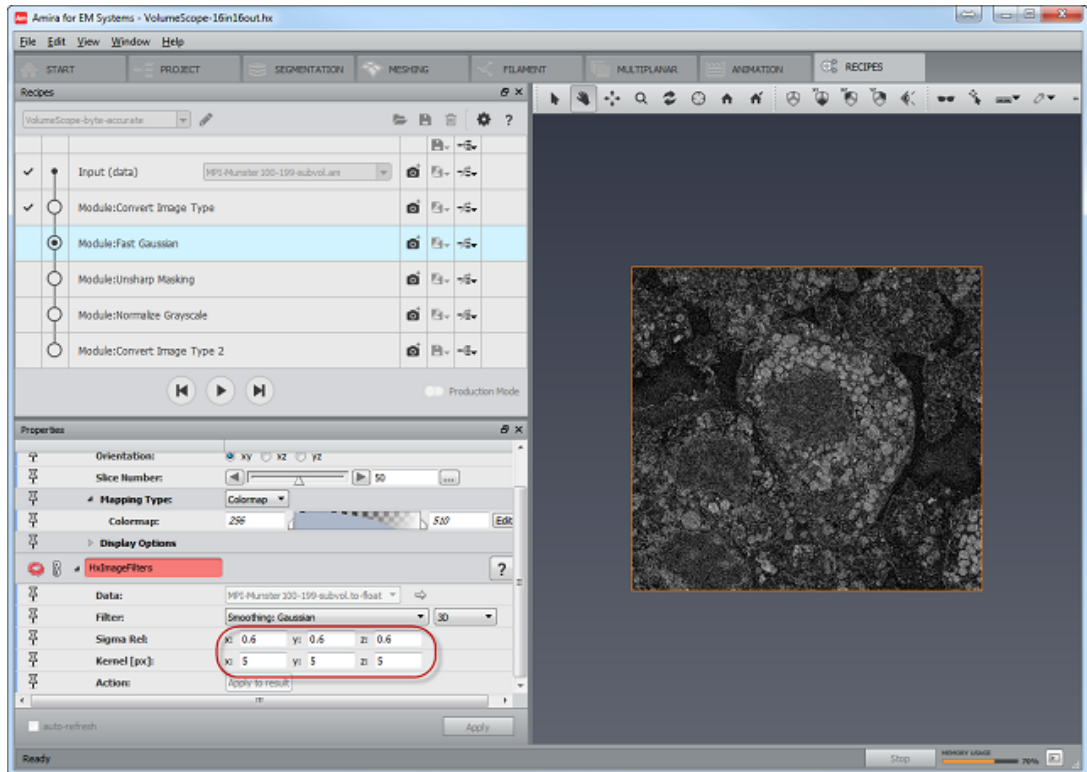 Amira for EM Systems - VolumeScope-16in16out.hx
File Edit View Window Help
START PROJECT SEGMENTATION MESHING FILAMENT MULTIPLANAR ANIMATION RECIPES
Recipes
VolumeScope-byte-accurate
?
Input (data) MPI-Munster 100-199-subvol.am
Module:Convert Image Type
Module:Fast Gaussian
Module:Unsharp Masking
Module:Normalize Grayscale
Module:Convert Image Type 2
Production Mode
Properties
Orientation: xy xz yz
Slice Number: 50 ...
Mapping Type: Colormap
Colormap: 256 510 Edit
Display Options
HxImageFilters ?
Data: MPI-Munster 100-199-subvol.to-float
Filter: Smoothing: Gaussian 3D
Sigma Rel: x: 0.6 y: 0.6 z: 0.6
Kernel [px]: x: 5 y: 5 z: 5
Action: Apply to result
auto-refresh Apply
Ready Stop MEMORY USAGE 70%